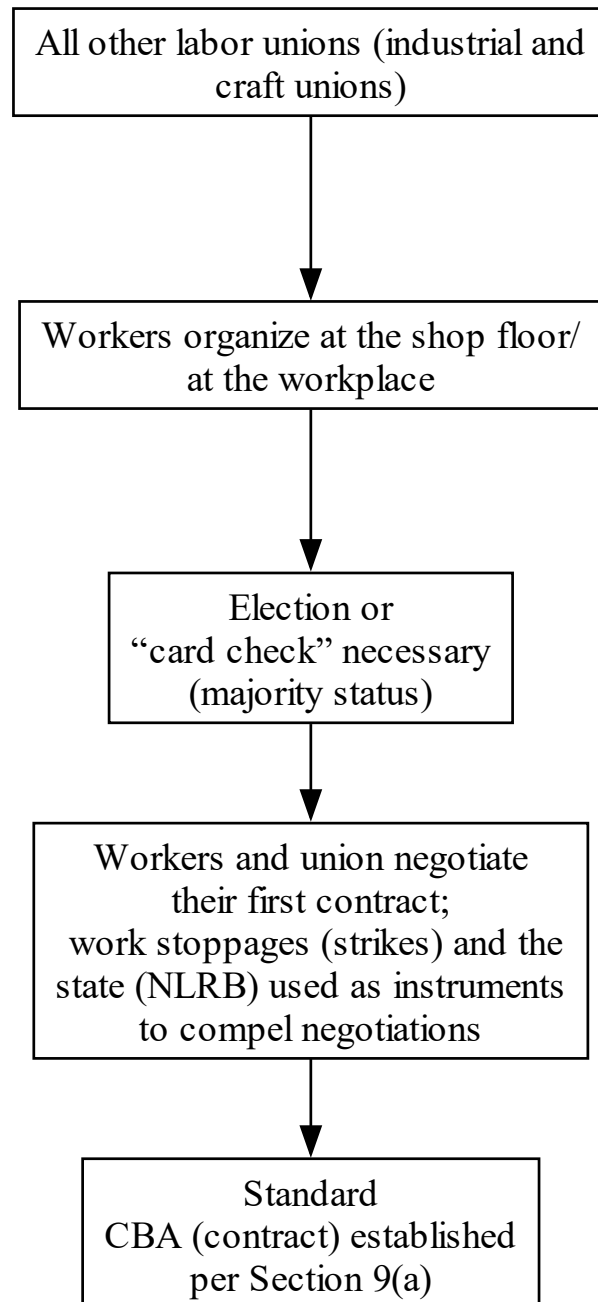 All other labor unions (industrial and
craft unions)
Workers organize at the shop floor/
at the workplace
Election or
“card check” necessary
(majority status)
Workers and union negotiate
their first contract;
work stoppages (strikes) and the
state (NLRB) used as instruments
to compel negotiations
Standard
CBA (contract) established
per Section 9(a)